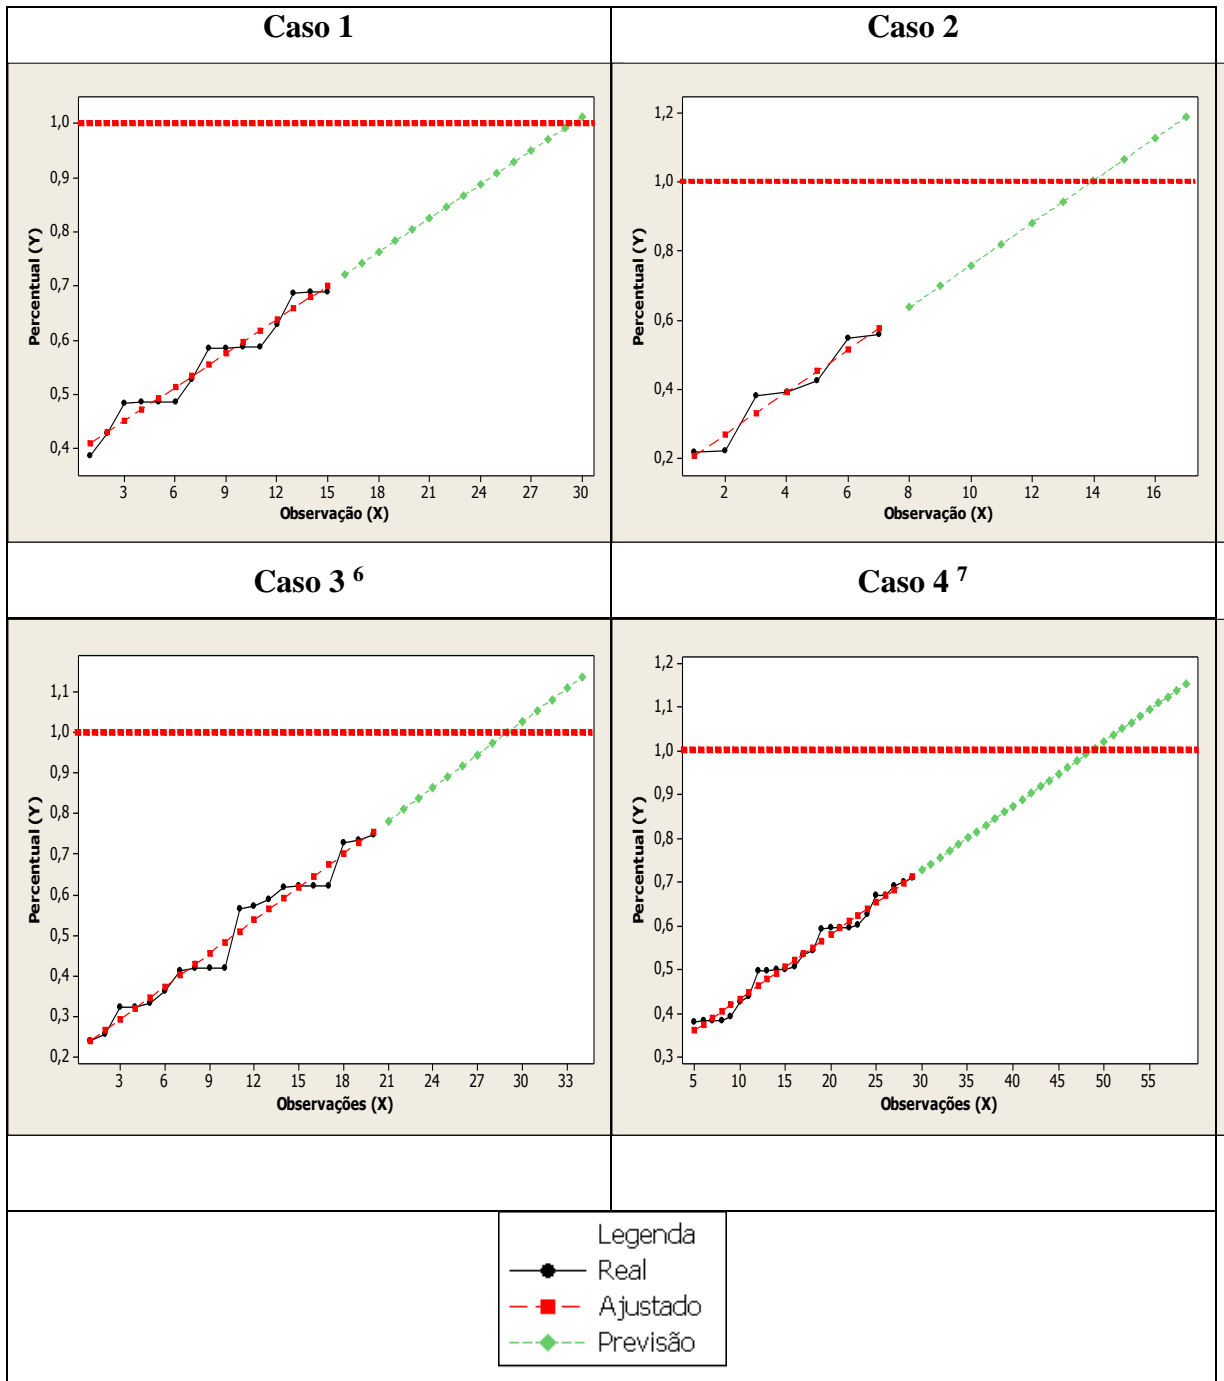 Caso 1
Caso 2
1,0
0,9
0,8
0,7
0,6
0,5
0,4
Percentual (Y)
3 6 9 12 15 18 21 24 27 30
Observação (X)
1,2
1,0
0,8
0,6
0,4
0,2
Percentual (Y)
2 4 6 8 10 12 14 16
Observação (X)
Caso 3 6
Caso 4 7
1,1
1,0
0,9
0,8
0,7
0,6
0,5
0,4
0,3
0,2
Percentual (Y)
3 6 9 12 15 18 21 24 27 30 33
Observações (X)
1,2
1,1
1,0
0,9
0,8
0,7
0,6
0,5
0,4
0,3
Percentual (Y)
5 10 15 20 25 30 35 40 45 50 55
Observações (X)
Legenda
Real
Ajustado
Previsão